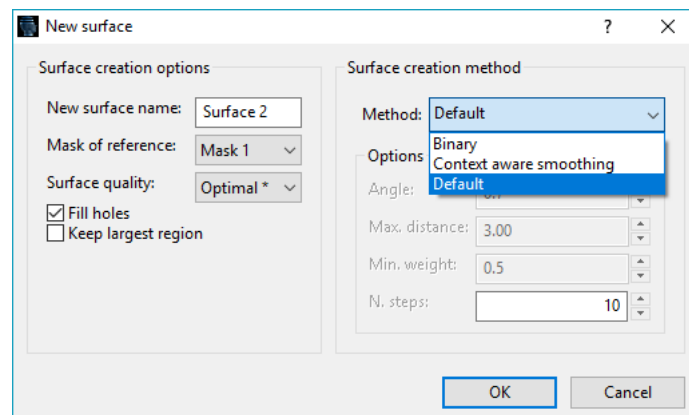 New surface
Surface creation options
New surface name: Surface 2
Mask of reference: Mask 1
Surface quality: Optimal *
Fill holes
Keep largest region
Surface creation method
Method: Default
Binary
Context aware smoothing
Default
Options
Angle:
Max. distance: 3.00
Min. weight: 0.5
N. steps: 10
OK Cancel